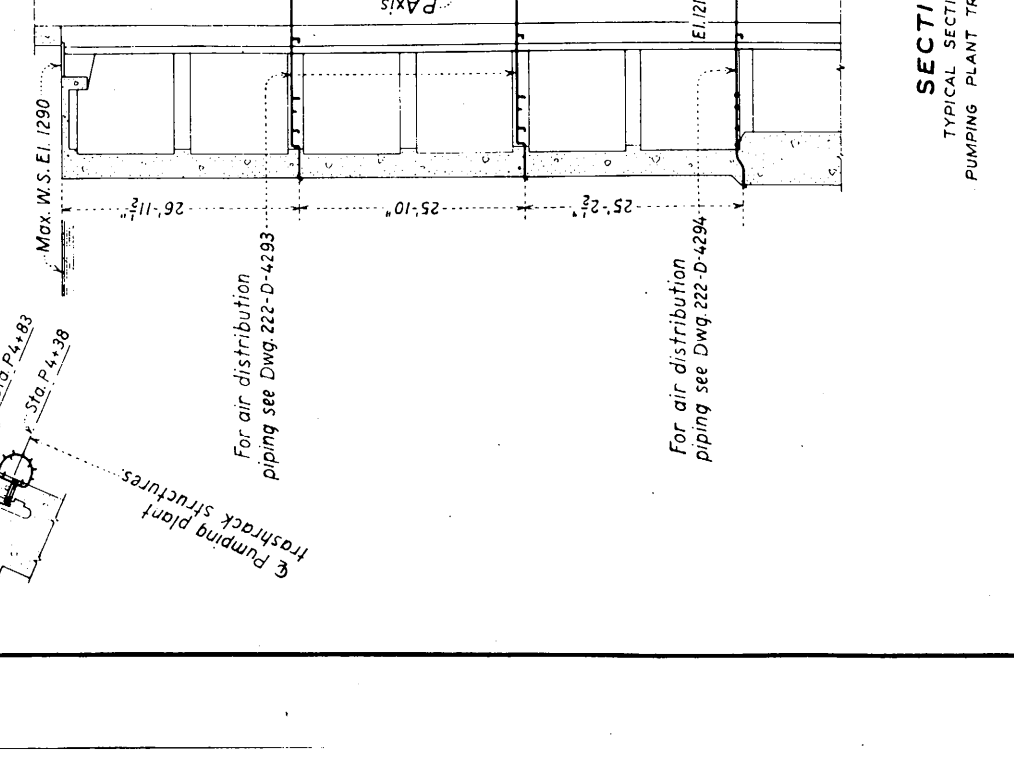 P Axis
El. 121
SECTI
TYPICAL SECTI
PUMPING PLANT TR
Max. W.S. El. 1290
26'-11½"
25'-10"
25'-2½"
For air distribution
piping see Dwg. 222-D-4293
For air distribution
piping see Dwg. 222-D-4294
ta. P4+83
Sta. P4+38
℄ Pumping plant
trashrack structures